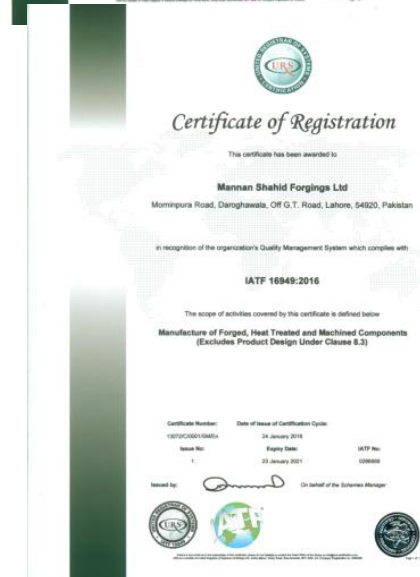 URS
Certificate of Registration
This certificate has been awarded to
Mannan Shahid Forgings Ltd
Mominpura Road, Daroghawala, Off G.T. Road, Lahore, 54920, Pakistan
in recognition of the organization's Quality Management System which complies with
IATF 16949:2016
The scope of activities covered by this certificate is defined below
Manufacture of Forged, Heat Treated and Machined Components
(Excludes Product Design Under Clause 8.3)
Certificate Number: Date of Issue of Certification Cycle:
24 January 2018
Issue No: Expiry Date: IATF No:
1 23 January 2021
Issued by: On behalf of the Schemes Manager
URS IATF